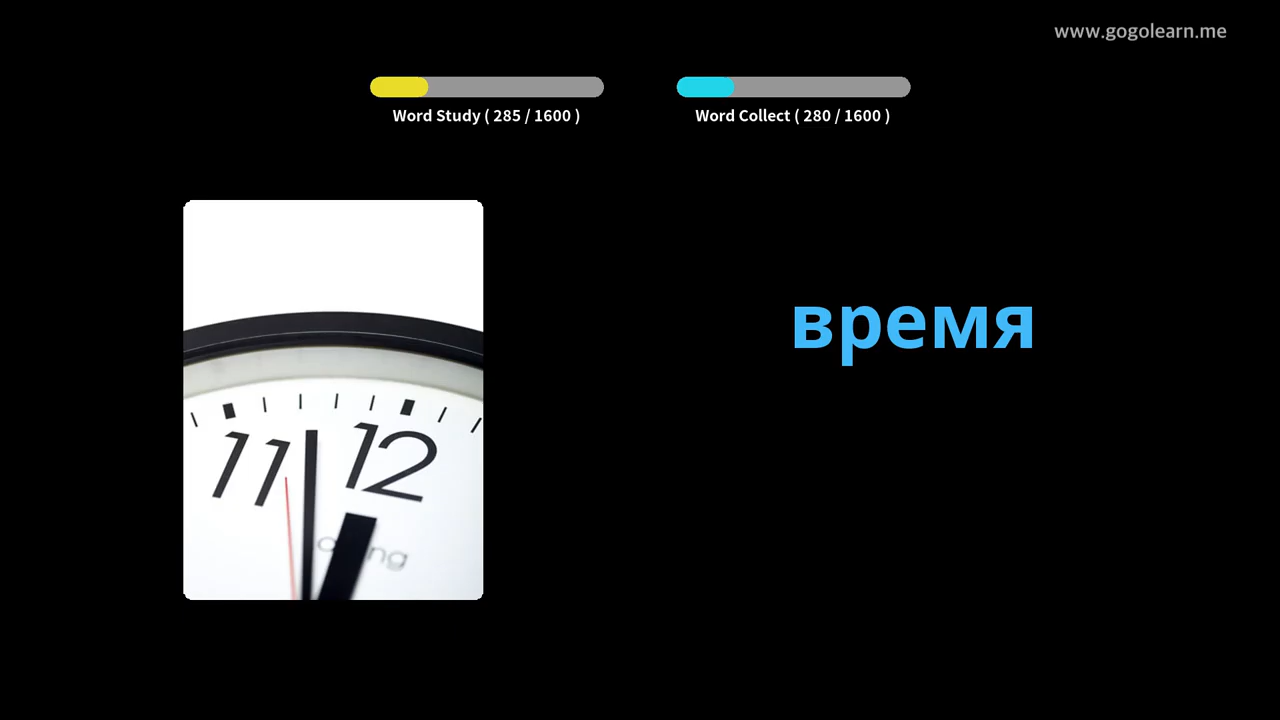 www.gogolearn.me
Word Study ( 285 / 1600 )
Word Collect ( 280 / 1600 )
время
11 12